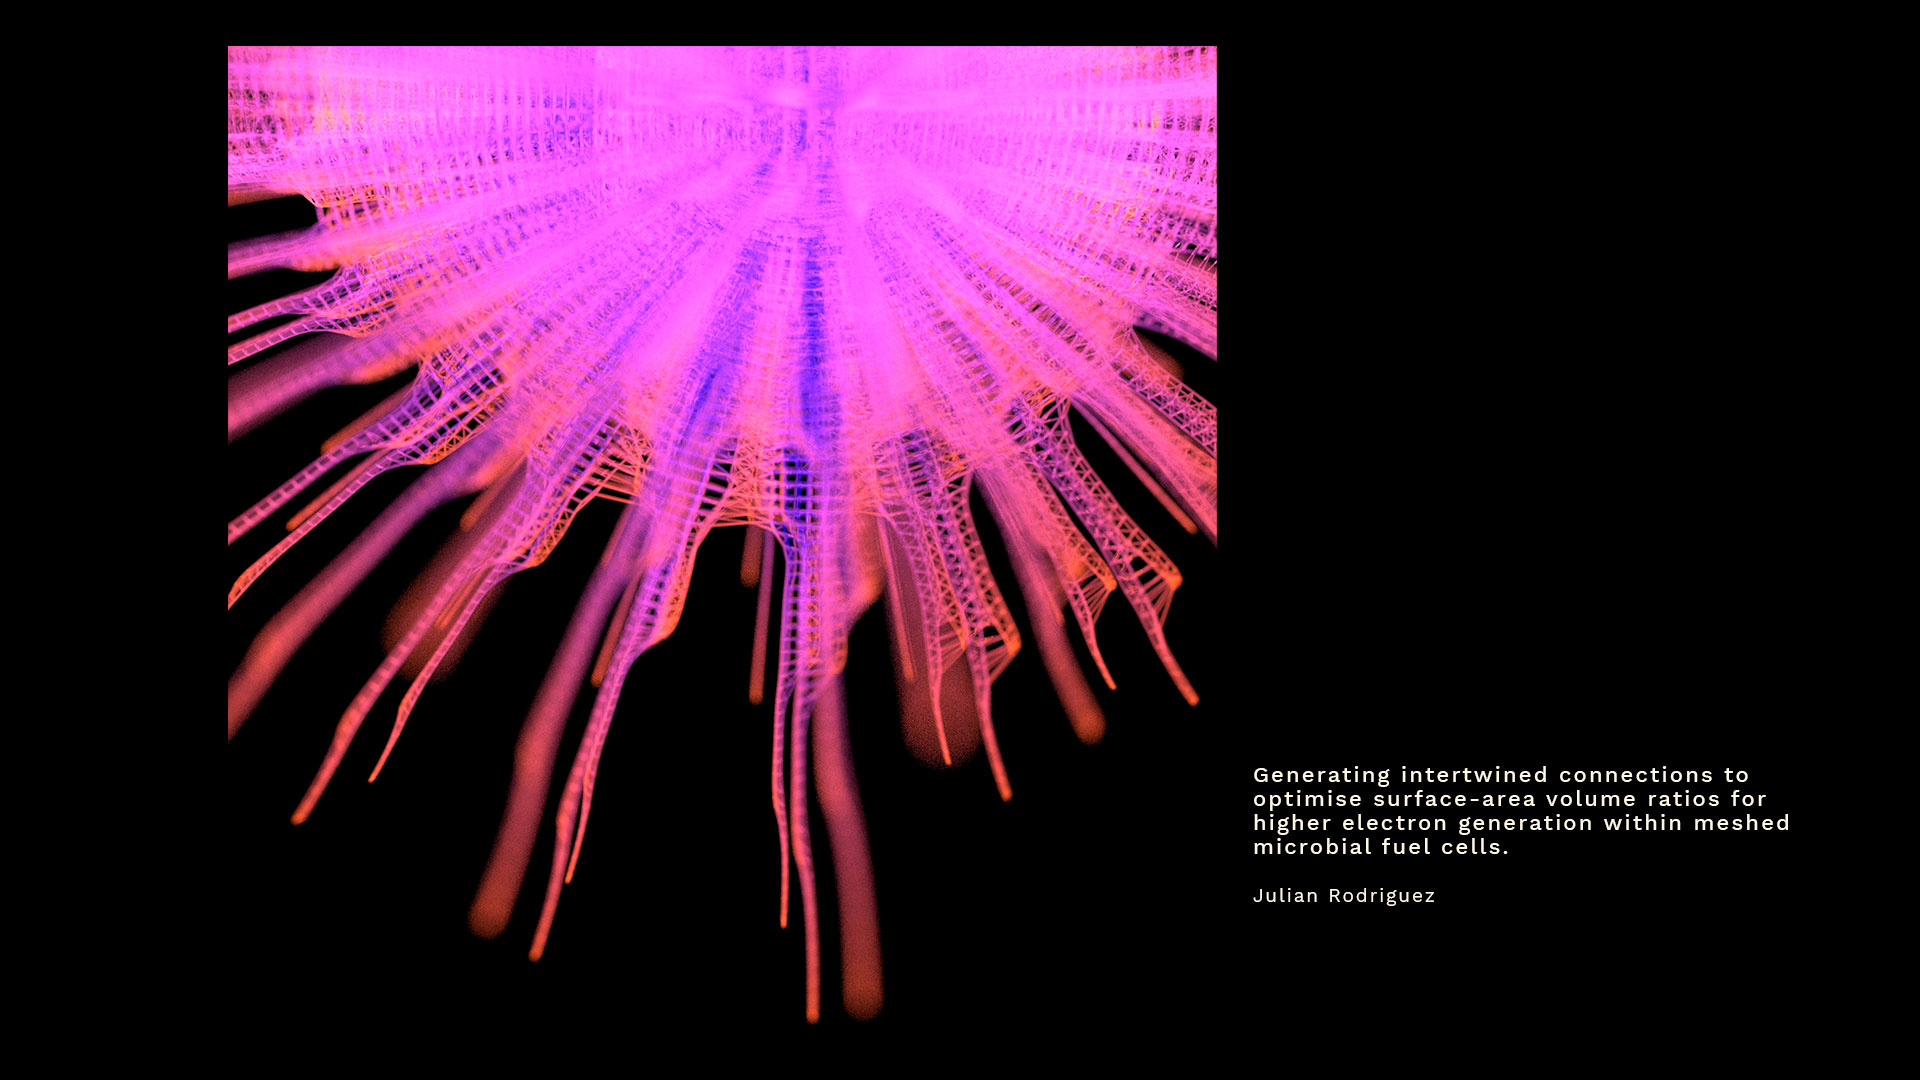 Generating intertwined connections to
optimise surface-area volume ratios for
higher electron generation within meshed
microbial fuel cells.
Julian Rodriguez